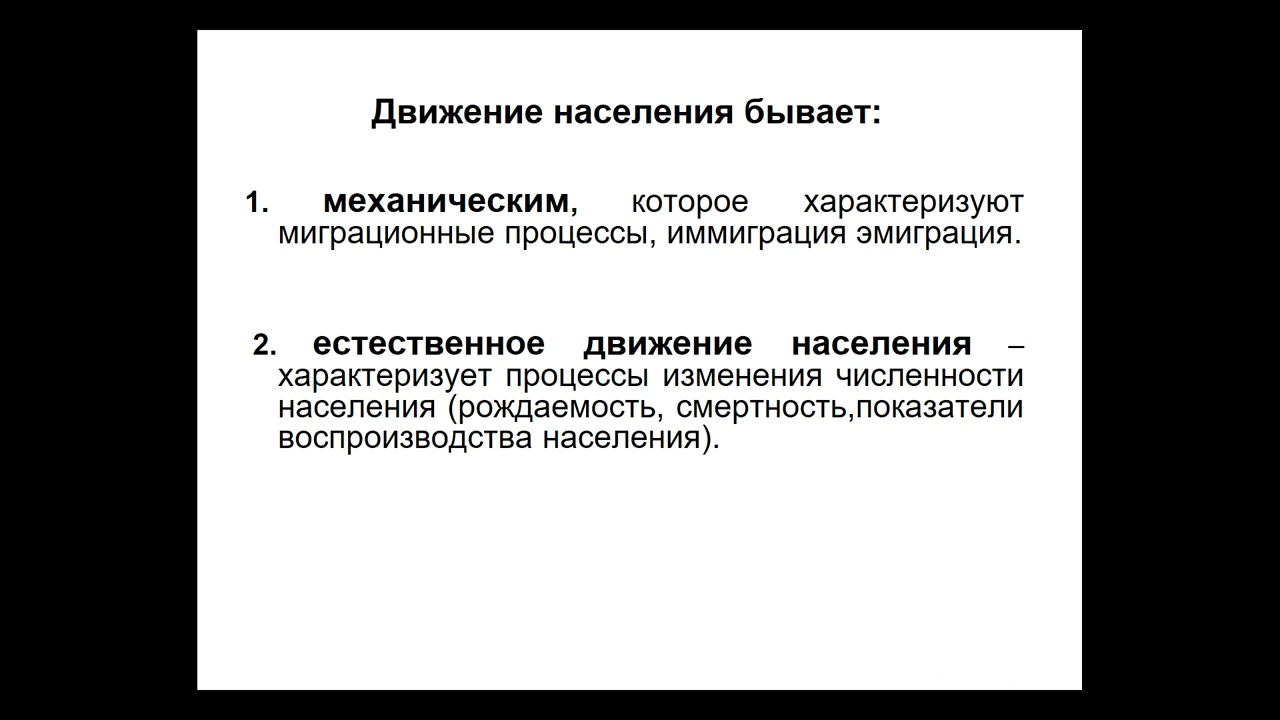 Движение населения бывает:
1. механическим, которое характеризуют
миграционные процессы, иммиграция эмиграция.
2. естественное движение населения –
характеризует процессы изменения численности
населения (рождаемость, смертность,показатели
воспроизводства населения).